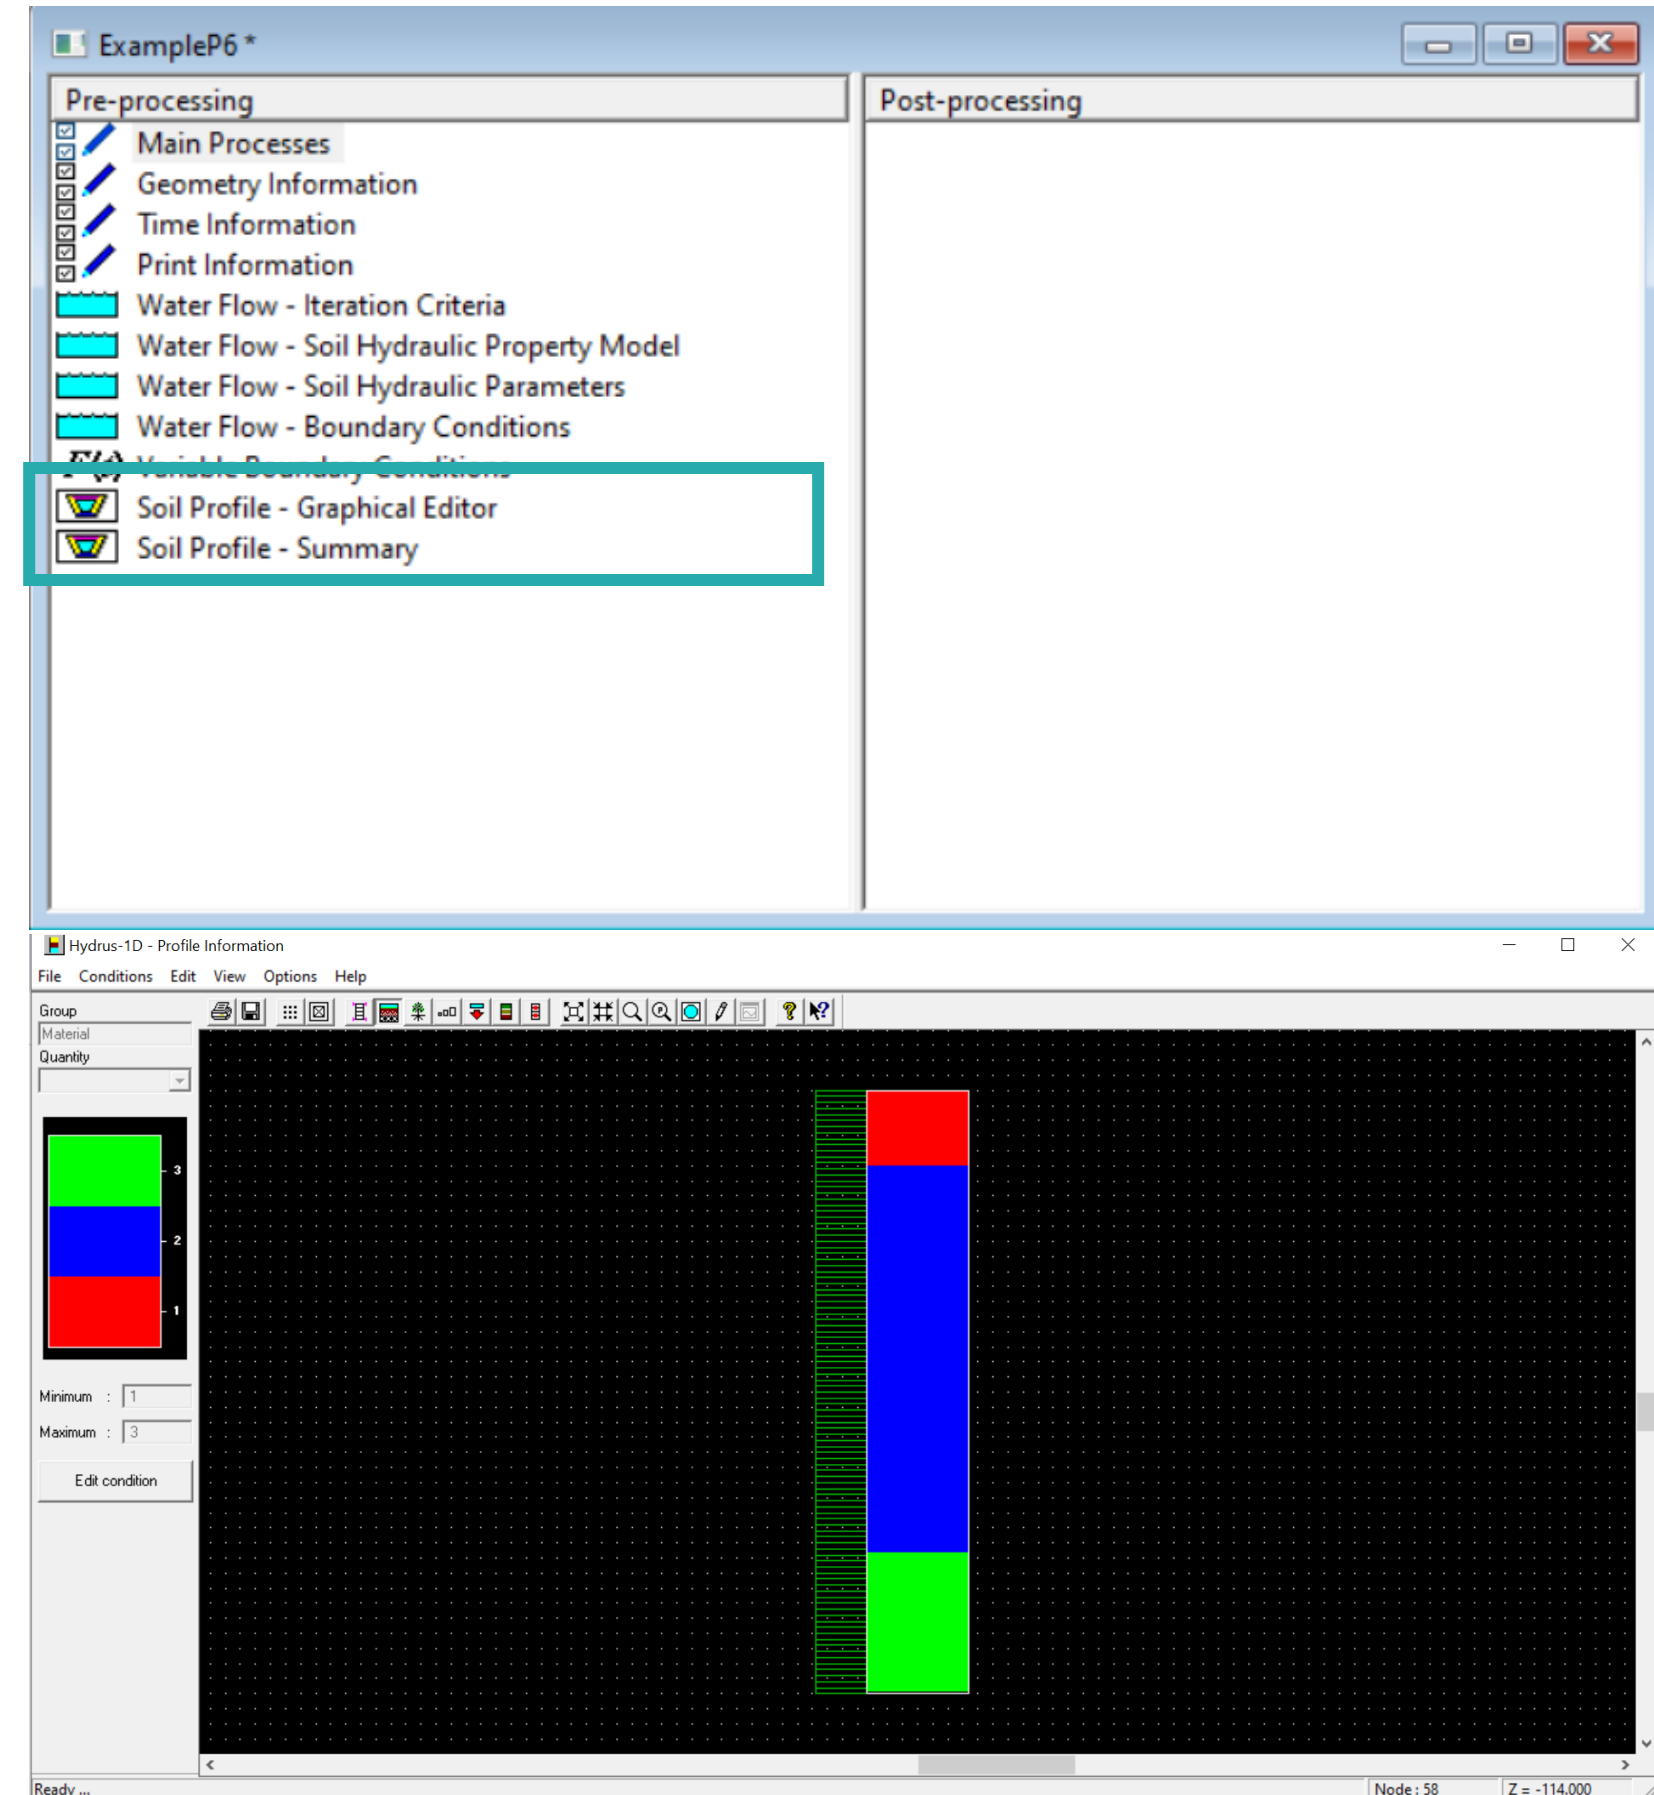 ExampleP6 *
Pre-processing
Post-processing
Main Processes
Geometry Information
Time Information
Print Information
Water Flow - Iteration Criteria
Water Flow - Soil Hydraulic Property Model
Water Flow - Soil Hydraulic Parameters
Water Flow - Boundary Conditions
Variable Boundary Conditions
Soil Profile - Graphical Editor
Soil Profile - Summary
Hydrus-1D - Profile Information
File Conditions Edit View Options Help
Group
Material
Quantity
3
2
1
Minimum : 1
Maximum : 3
Edit condition
Ready ...
Node : 58
Z = -114.000